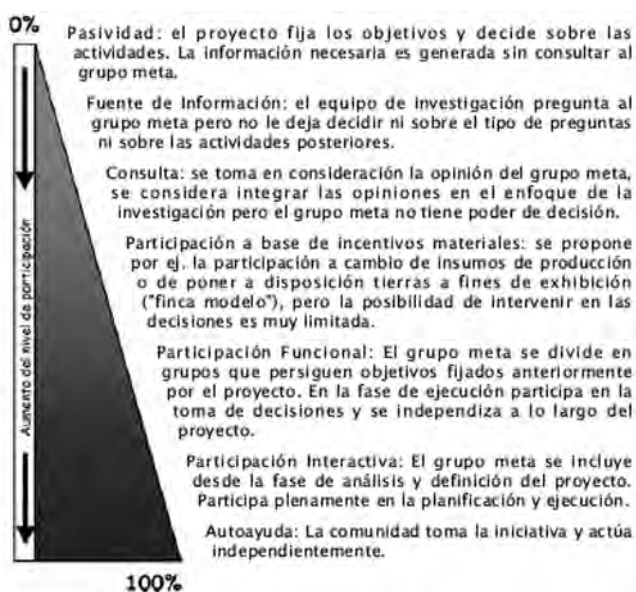 0%
Pasividad: el proyecto fija los objetivos y decide sobre las
actividades. La información necesaria es generada sin consultar al
grupo meta.
Fuente de Información: el equipo de investigación pregunta al
grupo meta pero no le deja decidir ni sobre el tipo de preguntas
ni sobre las actividades posteriores.
Consulta: se toma en consideración la opinión del grupo meta,
se considera integrar las opiniones en el enfoque de la
investigación pero el grupo meta no tiene poder de decisión.
Participación a base de incentivos materiales: se propone
por ej. la participación a cambio de insumos de producción
o de poner a disposición tierras a fines de exhibición
("finca modelo"), pero la posibilidad de intervenir en las
decisiones es muy limitada.
Participación Funcional: El grupo meta se divide en
grupos que persiguen objetivos fijados anteriormente
por el proyecto. En la fase de ejecución participa en la
toma de decisiones y se independiza a lo largo del
proyecto.
Participación Interactiva: El grupo meta se incluye
desde la fase de análisis y definición del proyecto.
Participa plenamente en la planificación y ejecución.
Autoayuda: La comunidad toma la iniciativa y actúa
independientemente.
Aumento del nivel de participación
100%